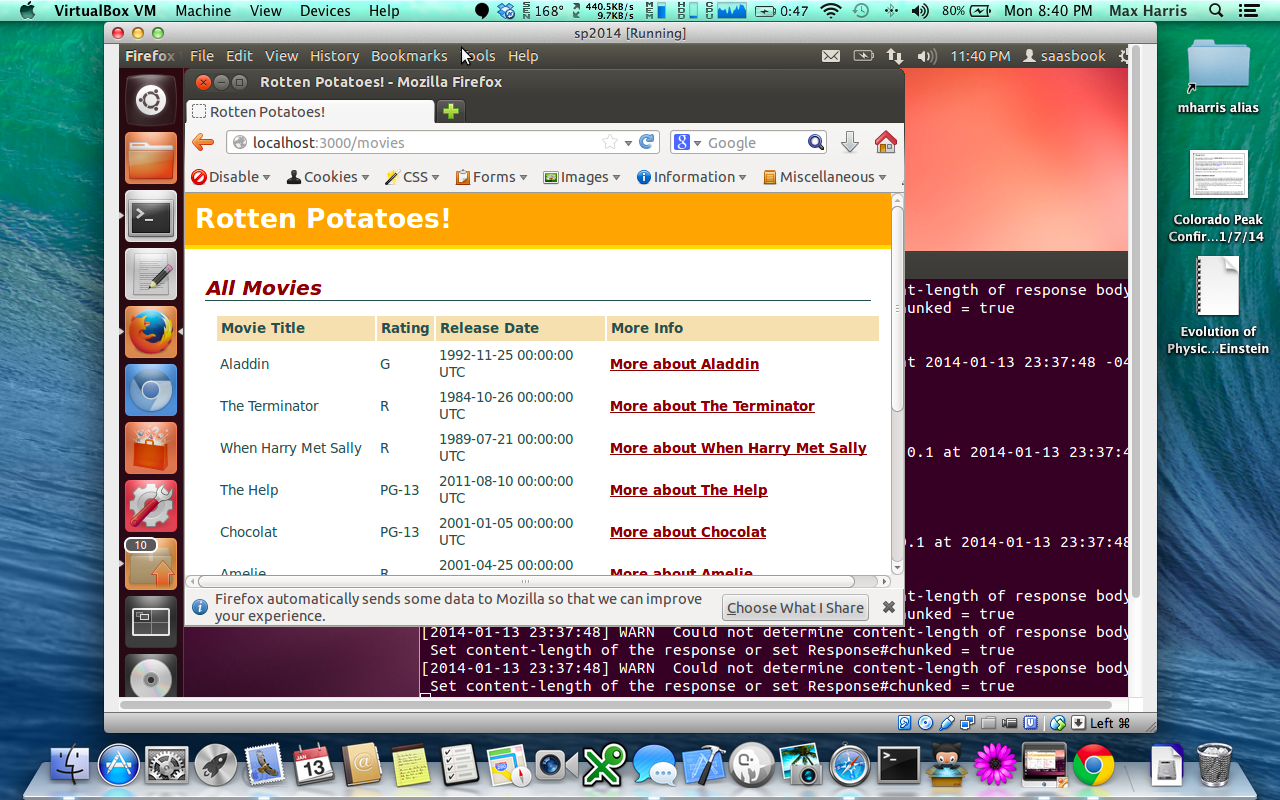 VirtualBox VM Machine View Devices Help 168° 440.5KB/s 9.7KB/s 0:47 80% Mon 8:40 PM Max Harris
sp2014 [Running]
Firefox File Edit View History Bookmarks Tools Help 11:40 PM saasbook
Rotten Potatoes! - Mozilla Firefox
Rotten Potatoes!
localhost:3000/movies Google
Disable Cookies CSS Forms Images Information Miscellaneous
Rotten Potatoes!
All Movies
Movie Title Rating Release Date More Info
Aladdin G 1992-11-25 00:00:00 UTC More about Aladdin
The Terminator R 1984-10-26 00:00:00 UTC More about The Terminator
When Harry Met Sally R 1989-07-21 00:00:00 UTC More about When Harry Met Sally
The Help PG-13 2011-08-10 00:00:00 UTC More about The Help
Chocolat PG-13 2001-01-05 00:00:00 UTC More about Chocolat
Amelie R 2001-04-25 00:00:00 More about Amelie
Firefox automatically sends some data to Mozilla so that we can improve
your experience.
Choose What I Share
10
nt-length of response body
unked = true
at 2014-01-13 23:37:48 -04
0.1 at 2014-01-13 23:37:4
.1 at 2014-01-13 23:37:48
nt-length of response body
unked = true
[2014-01-13 23:37:48] WARN  Could not determine content-length of response body
Set content-length of the response or set Response#chunked = true
[2014-01-13 23:37:48] WARN  Could not determine content-length of response body
Set content-length of the response or set Response#chunked = true
Left ⌘
mharris alias
Colorado Peak
Confir...1/7/14
Evolution of
Physic...Einstein
JAN
13